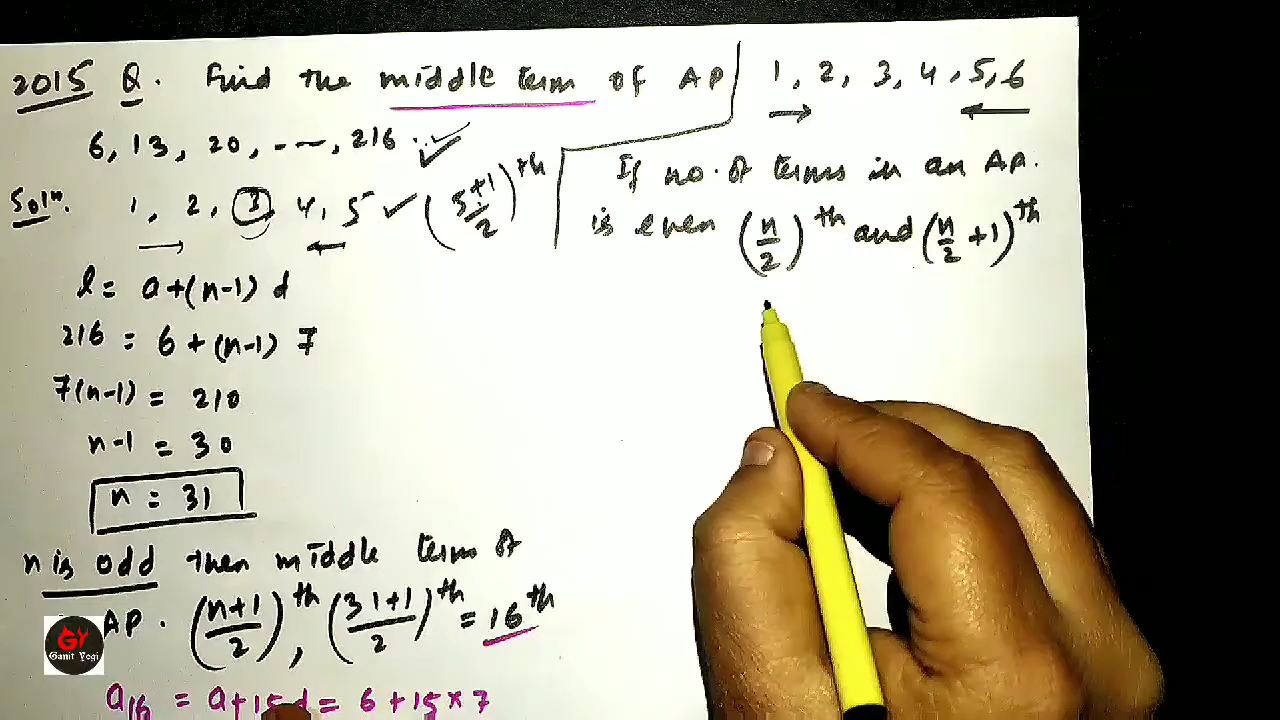 2015 Q. Find the middle term of AP
6, 13, 20, ---, 216 .
Soln. 1, 2, 3, 4, 5 ✓ (5+1/2)th
l = a+(n-1) d
216 = 6 + (n-1) 7
7(n-1) = 210
n-1 = 30
n = 31
n is odd then middle term of
AP. (n+1/2)th, (31+1/2)th = 16th
a16 = a+15d = 6 + 15 × 7
1, 2, 3, 4, 5, 6
If no. of terms in an AP.
is even (n/2)th and (n/2 +1)th
GY
Ganit Yogi